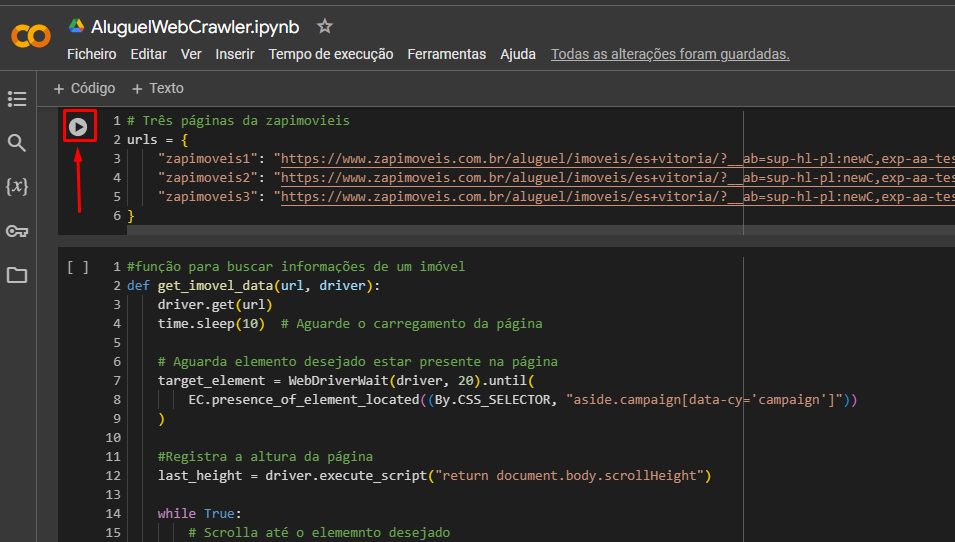 AluguelWebCrawler.ipynb
Ficheiro Editar Ver Inserir Tempo de execução Ferramentas Ajuda Todas as alterações foram guardadas.
+ Código + Texto
1 # Três páginas da zapimovieis
2 urls = {
3 "zapimoveis1": "https://www.zapimoveis.com.br/aluguel/imoveis/es+vitoria/?__ab=sup-hl-pl:newC,exp-aa-tes
4 "zapimoveis2": "https://www.zapimoveis.com.br/aluguel/imoveis/es+vitoria/?__ab=sup-hl-pl:newC,exp-aa-tes
5 "zapimoveis3": "https://www.zapimoveis.com.br/aluguel/imoveis/es+vitoria/?__ab=sup-hl-pl:newC,exp-aa-tes
6 }
{x}
[ ] 1 #função para buscar informações de um imóvel
2 def get_imovel_data(url, driver):
3 driver.get(url)
4 time.sleep(10) # Aguarde o carregamento da página
5
6 # Aguarda elemento desejado estar presente na página
7 target_element = WebDriverWait(driver, 20).until(
8 EC.presence_of_element_located((By.CSS_SELECTOR, "aside.campaign[data-cy='campaign']"))
9 )
10
11 #Registra a altura da página
12 last_height = driver.execute_script("return document.body.scrollHeight")
13
14 while True:
15 # Scrolla até o elememnto desejado